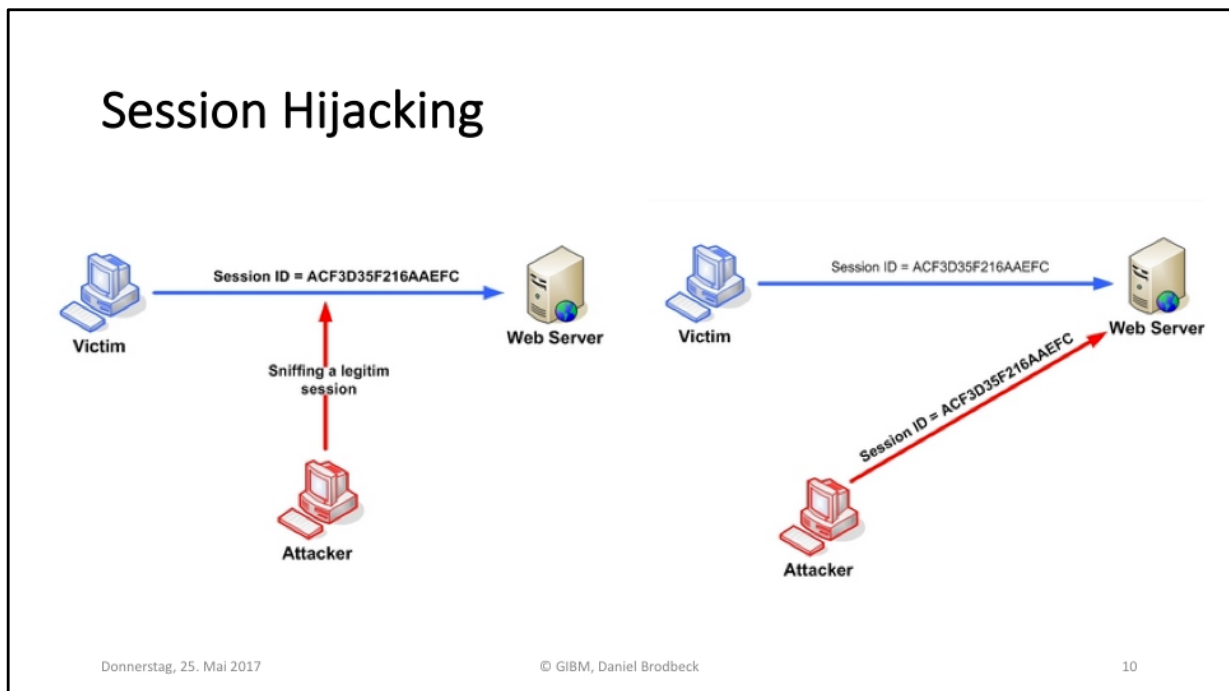 Session Hijacking
Session ID = ACF3D35F216AAEFC
Victim
Web Server
Sniffing a legitim
session
Attacker
Session ID = ACF3D35F216AAEFC
Victim
Web Server
Session ID = ACF3D35F216AAEFC
Attacker
Donnerstag, 25. Mai 2017
© GIBM, Daniel Brodbeck
10